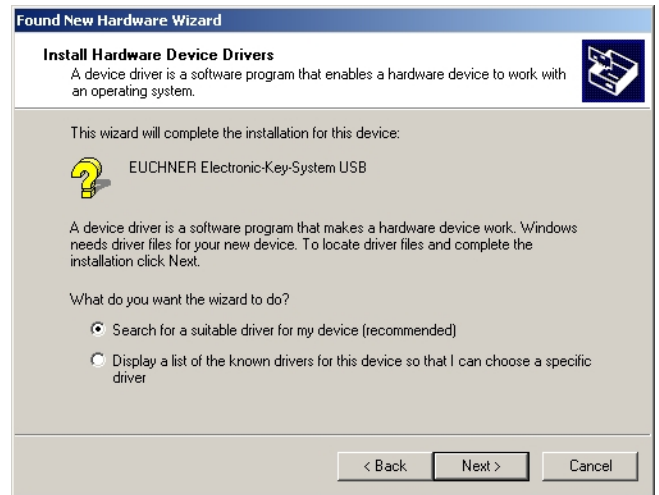 Found New Hardware Wizard
Install Hardware Device Drivers
A device driver is a software program that enables a hardware device to work with
an operating system.
This wizard will complete the installation for this device:
EUCHNER Electronic-Key-System USB
A device driver is a software program that makes a hardware device work. Windows
needs driver files for your new device. To locate driver files and complete the
installation click Next.
What do you want the wizard to do?
Search for a suitable driver for my device (recommended)
Display a list of the known drivers for this device so that I can choose a specific
driver
< Back
Next >
Cancel